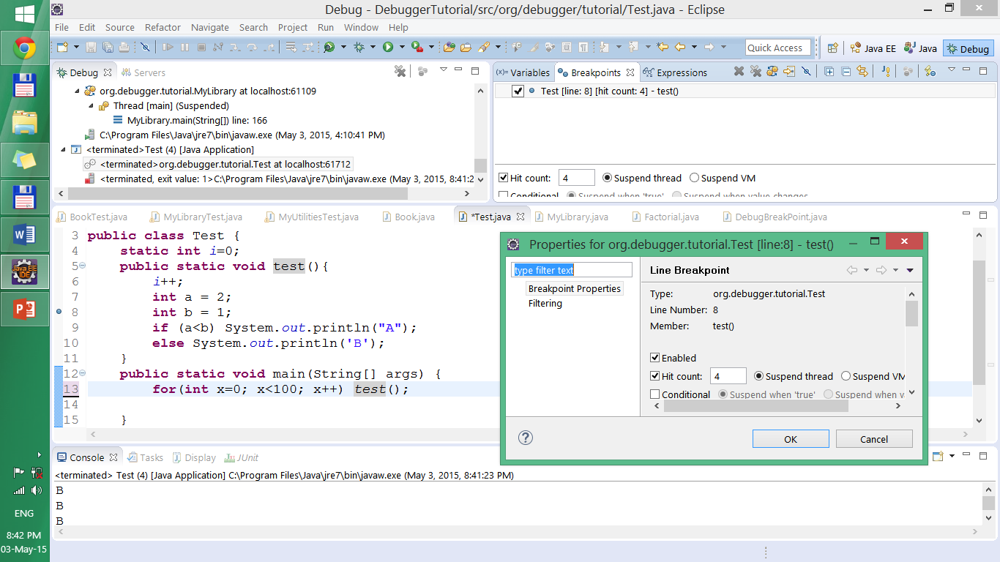 Debug - DebuggerTutorial/src/org/debugger/tutorial/Test.java - Eclipse
File Edit Source Refactor Navigate Search Project Run Window Help
Quick Access Java EE Java Debug
Debug Servers
org.debugger.tutorial.MyLibrary at localhost:61109
Thread [main] (Suspended)
MyLibrary.main(String[]) line: 166
C:\Program Files\Java\jre7\bin\javaw.exe (May 3, 2015, 4:10:41 PM)
<terminated>Test (4) [Java Application]
<terminated>org.debugger.tutorial.Test at localhost:61712
<terminated, exit value: 1>C:\Program Files\Java\jre7\bin\javaw.exe (May 3, 2015, 8:41:2
(x)= Variables Breakpoints Expressions
Test [line: 8] [hit count: 4] - test()
Hit count: 4 Suspend thread Suspend VM
Conditional Suspend when 'true' Suspend when value changes
BookTest.java MyLibraryTest.java MyUtilitiesTest.java Book.java *Test.java MyLibrary.java Factorial.java DebugBreakPoint.java
3 public class Test {
4 static int i=0;
5 public static void test(){
6 i++;
7 int a = 2;
8 int b = 1;
9 if (a<b) System.out.println("A");
10 else System.out.println('B');
11 }
12 public static void main(String[] args) {
13 for(int x=0; x<100; x++) test();
14
15 }
Properties for org.debugger.tutorial.Test [line:8] - test()
type filter text
Breakpoint Properties
Filtering
Line Breakpoint
Type: org.debugger.tutorial.Test
Line Number: 8
Member: test()
Enabled
Hit count: 4 Suspend thread Suspend VM
Conditional Suspend when 'true' Suspend when v
? OK Cancel
Console Tasks Display JUnit
<terminated> Test (4) [Java Application] C:\Program Files\Java\jre7\bin\javaw.exe (May 3, 2015, 8:41:23 PM)
B
B
B
Java EE
IDE
ENG
8:42 PM
03-May-15